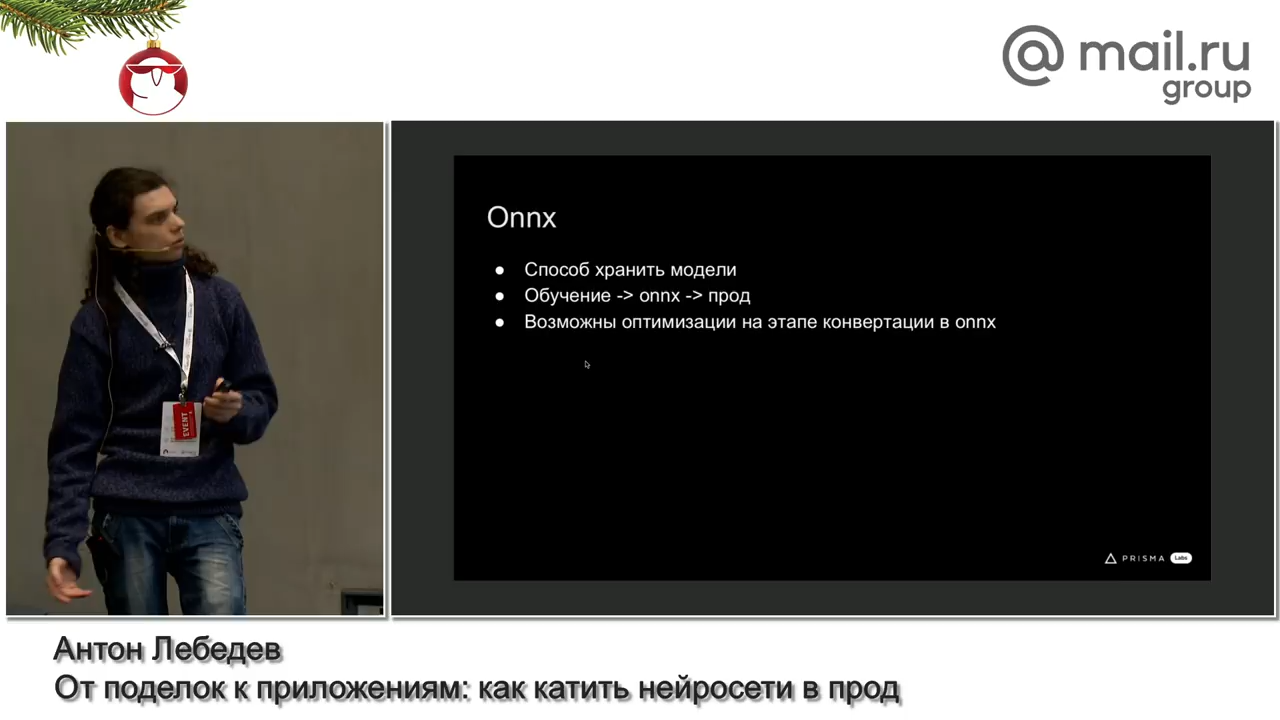 @ mail.ru
group
Onnx
● Способ хранить модели
● Обучение -> onnx -> прод
● Возможны оптимизации на этапе конвертации в onnx
EVENT
PRISMA Labs
Антон Лебедев
От поделок к приложениям: как катить нейросети в прод